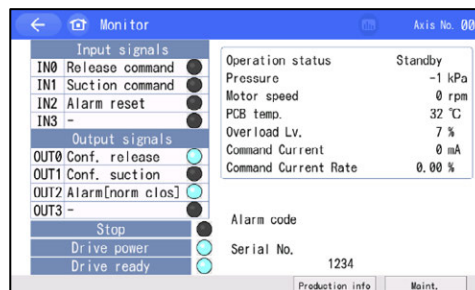 Monitor
Axis No. 00
Input signals
IN0 Release command
IN1 Suction command
IN2 Alarm reset
IN3 -
Output signals
OUT0 Conf. release
OUT1 Conf. suction
OUT2 Alarm[norm clos]
OUT3 -
Stop
Drive power
Drive ready
Operation status Standby
Pressure -1 kPa
Motor speed 0 rpm
PCB temp. 32 ℃
Overload Lv. 7 %
Command Current 0 mA
Command Current Rate 0.00 %
Alarm code
Serial No.
1234
Production info
Maint.